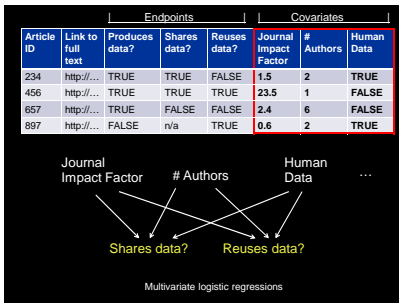 Endpoints Covariates
Article ID Link to full text Produces data? Shares data? Reuses data? Journal Impact Factor # Authors Human Data
234 http://… TRUE TRUE FALSE 1.5 2 TRUE
456 http://… TRUE TRUE TRUE 23.5 1 FALSE
657 http://… TRUE FALSE FALSE 2.4 6 FALSE
897 http://… FALSE n/a TRUE 0.6 2 TRUE
Journal
Impact Factor
# Authors
Human
Data
…
Shares data? Reuses data?
Multivariate logistic regressions